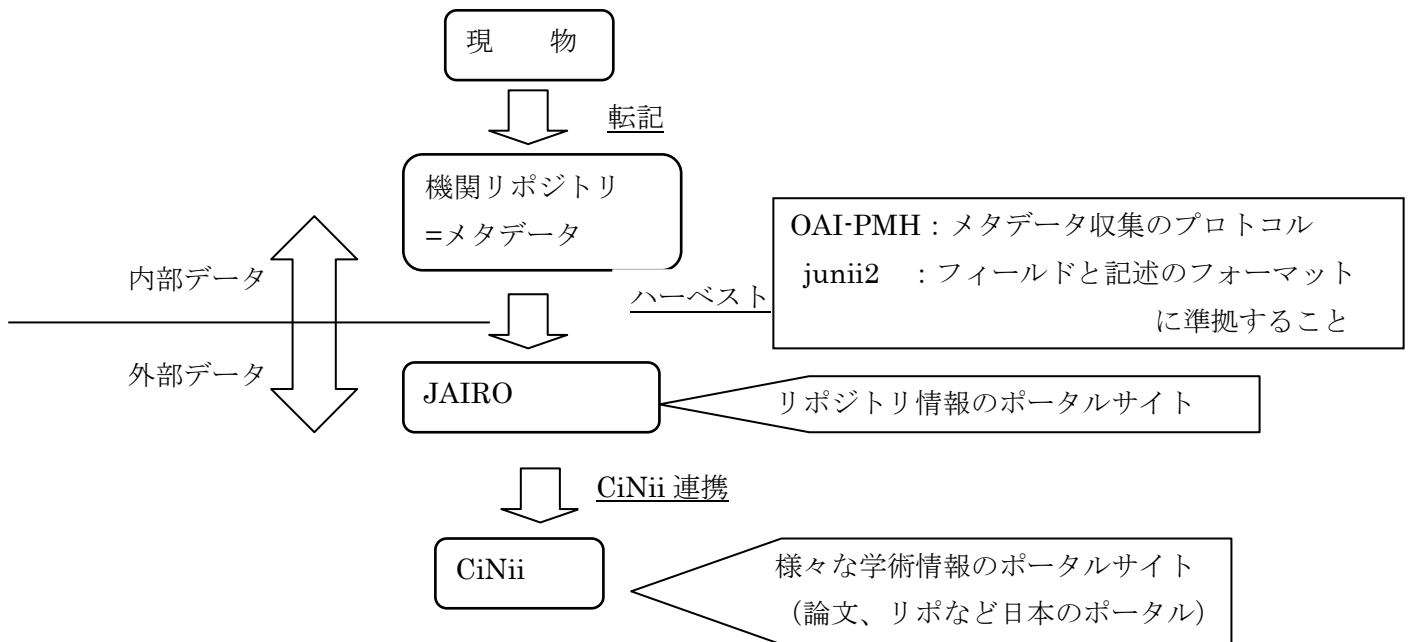 現　　物
転記
機関リポジトリ
=メタデータ
OAI-PMH：メタデータ収集のプロトコル
junii2　：フィールドと記述のフォーマット
に準拠すること
内部データ
ハーベスト
外部データ
JAIRO
リポジトリ情報のポータルサイト
CiNii 連携
CiNii
様々な学術情報のポータルサイト
（論文、リポなど日本のポータル）